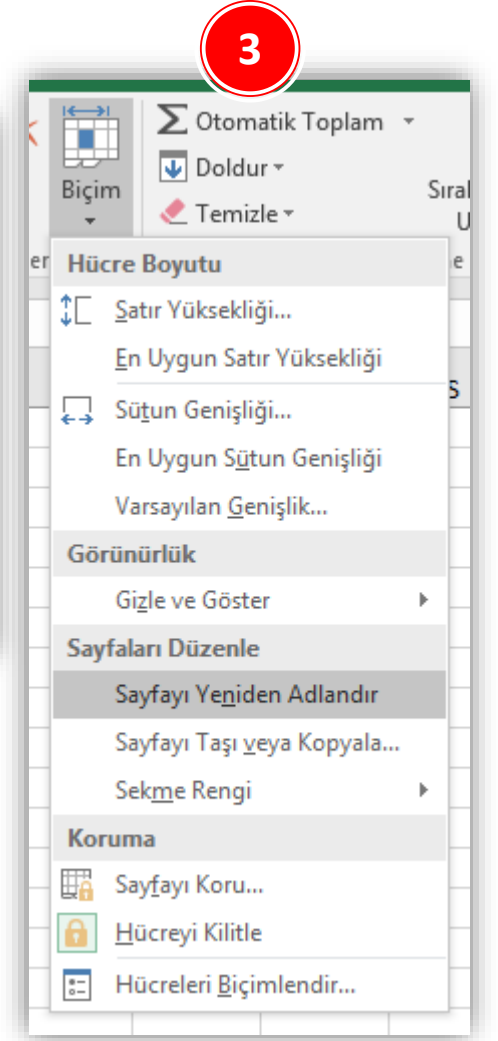 3
Σ Otomatik Toplam
Doldur
Biçim
Temizle
Hücre Boyutu
Satır Yüksekliği...
En Uygun Satır Yüksekliği
Sütun Genişliği...
En Uygun Sütun Genişliği
Varsayılan Genişlik...
Görünürlük
Gizle ve Göster
Sayfaları Düzenle
Sayfayı Yeniden Adlandır
Sayfayı Taşı veya Kopyala...
Sekme Rengi
Koruma
Sayfayı Koru...
Hücreyi Kilitle
Hücreleri Biçimlendir...